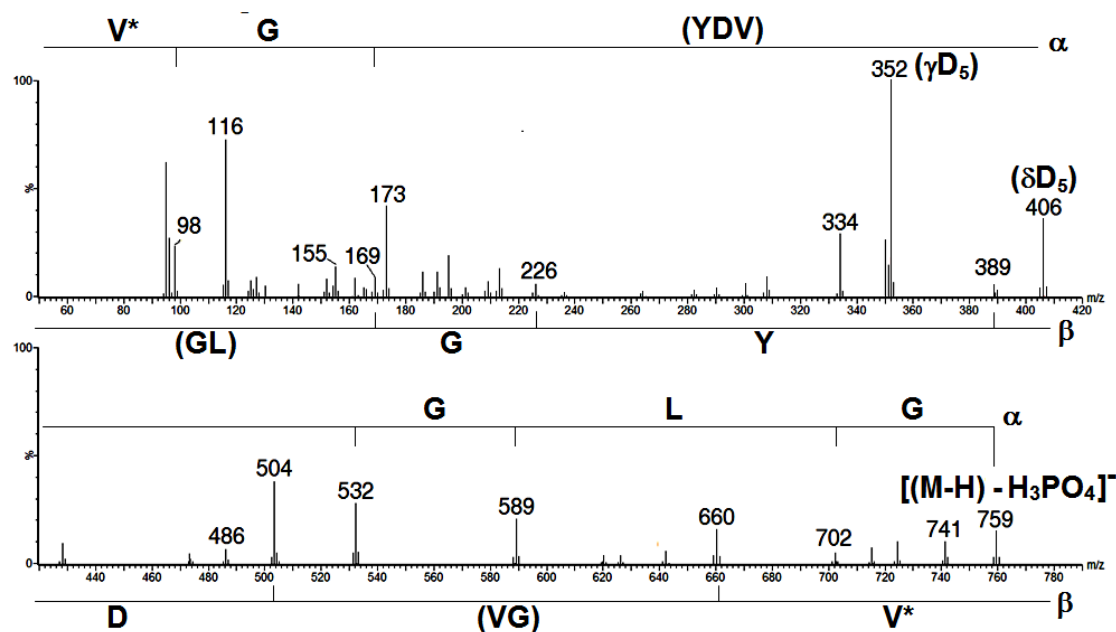 V* G (YDV) α
100
352 (γD₅)
116
(δD₅)
406
173
%
334
98
155 169
226
389
0
60 80 100 120 140 160 180 200 220 240 260 280 300 320 340 360 380 400 420 m/z
(GL) G Y β
100
G L G α
%
[(M-H) - H₃PO₄]⁻
504
532
589
660
741 759
486
702
0
440 460 480 500 520 540 560 580 600 620 640 660 680 700 720 740 760 780 m/z
D (VG) V* β